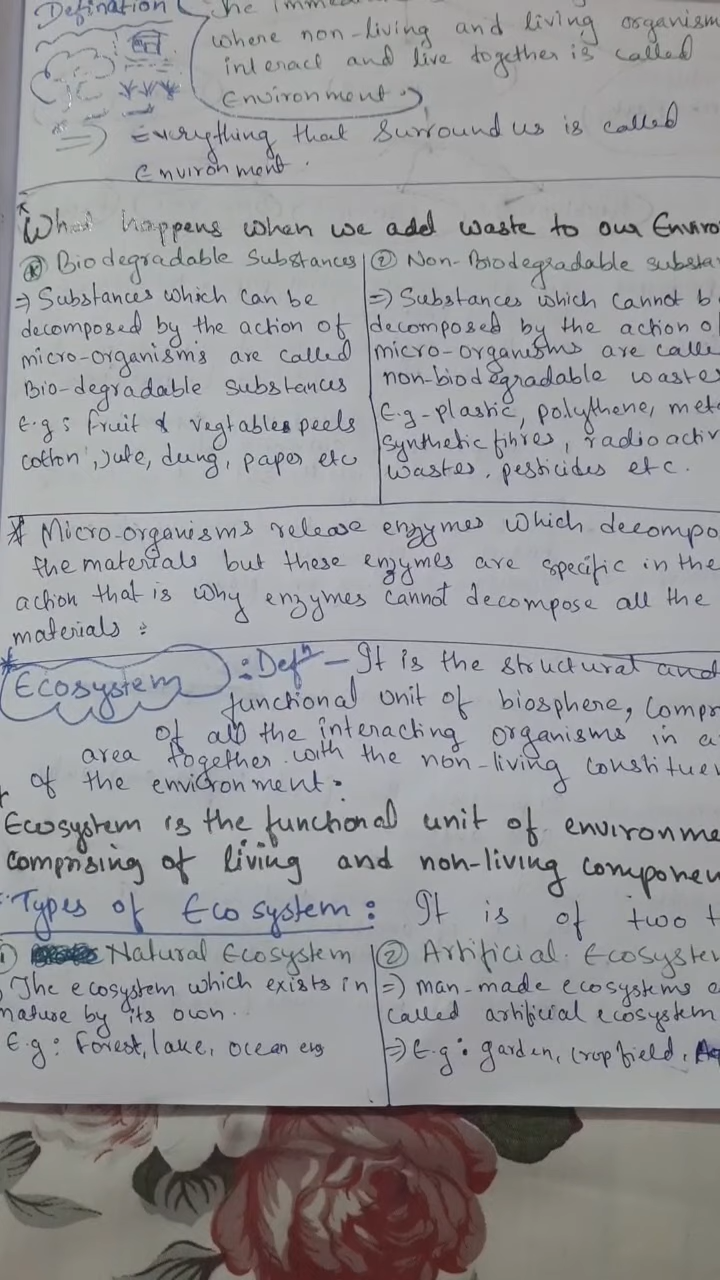 Defination
The imme
where non-living and living organism
interact and live together is called
Environment.
=> Everything that Surround us is called
Environment.
What happens when we add waste to our Enviro
Biodegradable Substances
=> Substances which can be
decomposed by the action of
micro-organisms are called
Bio-degradable substances
E.g: fruit & vegtables peels
cotton, jute, dung, paper etc
② Non-Biodegradable substa
=> Substances which cannot b
decomposed by the action o
micro-organisms are calle
non-biodegradable wastes
E.g-plastic, polythene, met
Synthetic fibres, radioactiv
wastes, pesticides etc.
* Micro-organisms release enzymes which decompo
the materials but these enzymes are specific in the
action that is why enzymes cannot decompose all the
materials:
* Ecosystem :- Defⁿ - It is the structural and
functional unit of biosphere, compr
of all the interacting organisms in a
area together with the non-living constituen
of the environment.
Ecosystem is the functional unit of environme
comprising of living and non-living componen
Types of Ecosystem: It is of two t
① Natural Ecosystem
The ecosystem which exists in
nature by its own.
E.g: Forest, lake, ocean
② Artificial Ecosyster
=> man-made ecosystems a
called artificial ecosystem
=> E.g: garden, crop field,